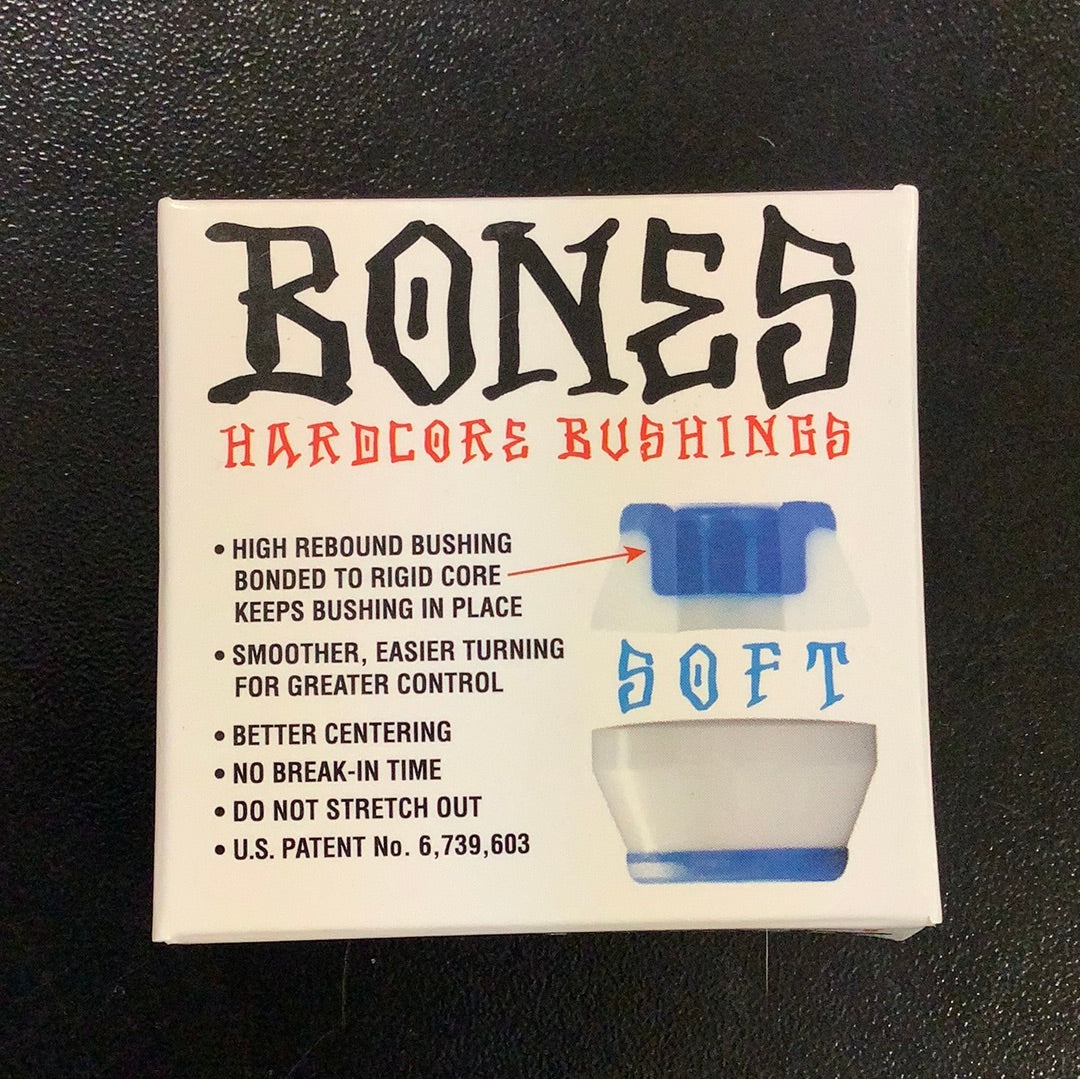 BONES
HARDCORE BUSHINGS
• HIGH REBOUND BUSHING
BONDED TO RIGID CORE
KEEPS BUSHING IN PLACE
• SMOOTHER, EASIER TURNING
FOR GREATER CONTROL
• BETTER CENTERING
• NO BREAK-IN TIME
• DO NOT STRETCH OUT
• U.S. PATENT No. 6,739,603
SOFT